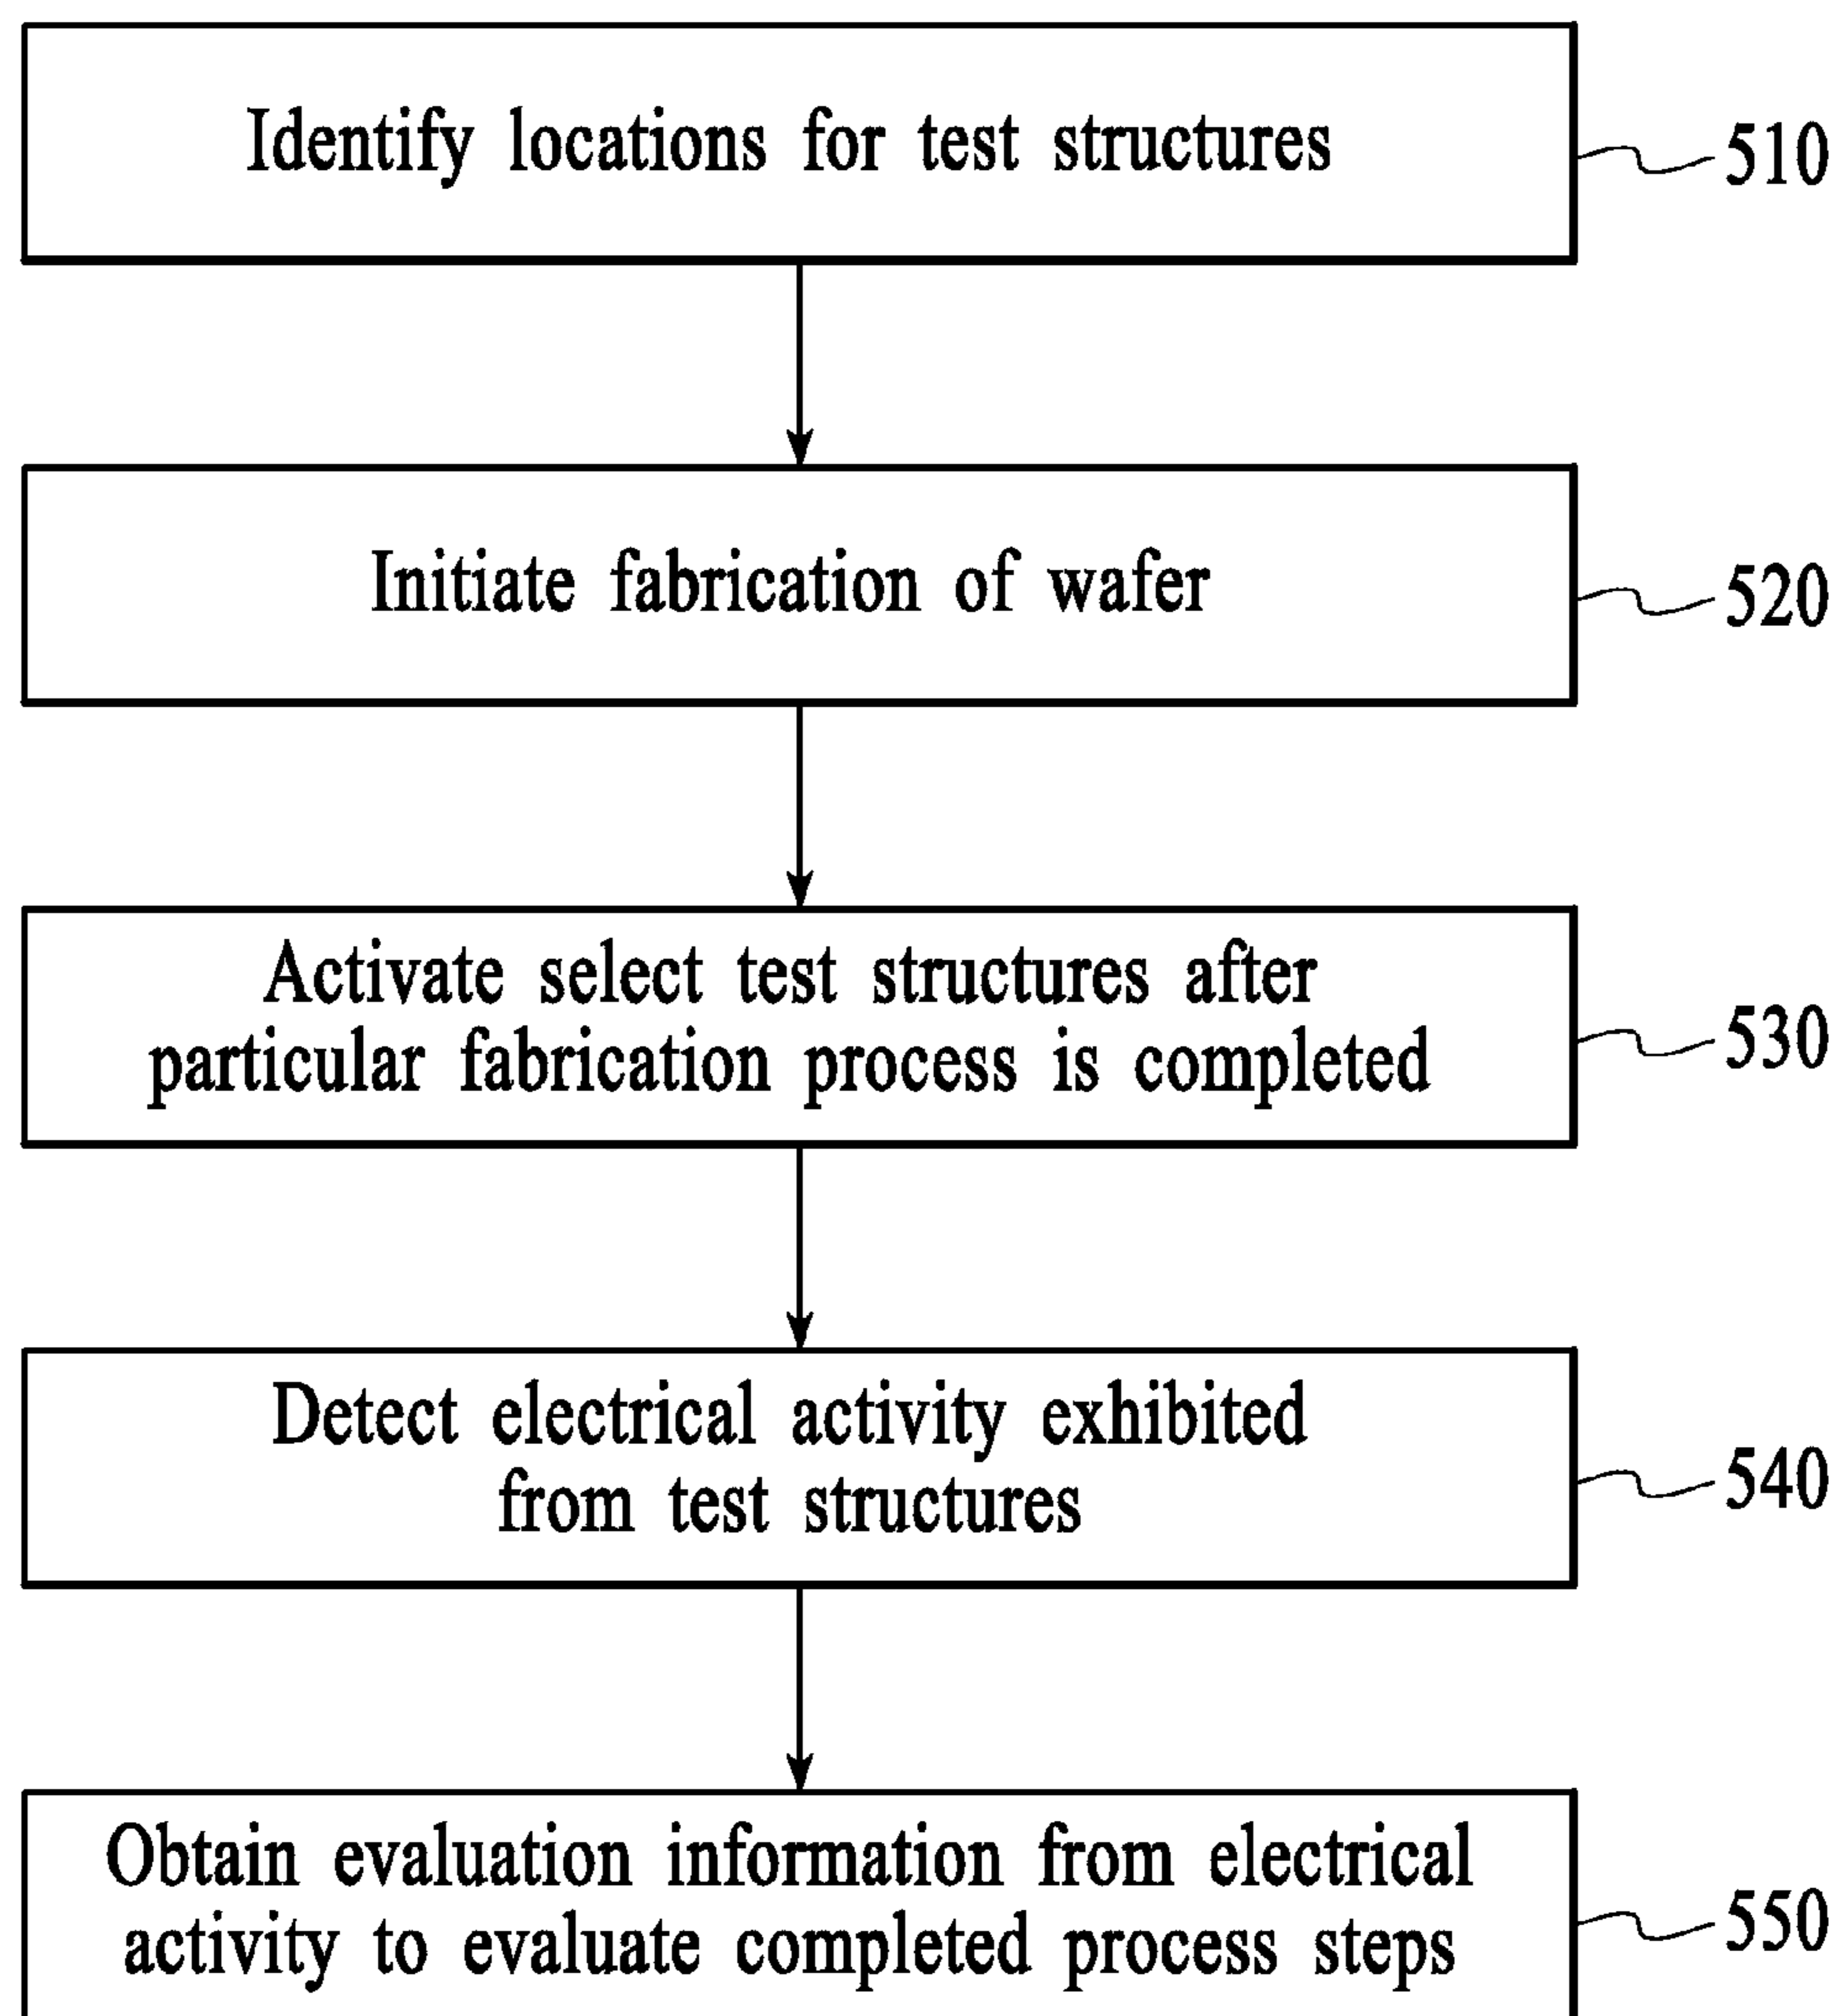 Identify locations for test structures
510
Initiate fabrication of wafer
520
Activate select test structures after
particular fabrication process is completed
530
Detect electrical activity exhibited
from test structures
540
Obtain evaluation information from electrical
activity to evaluate completed process steps
550